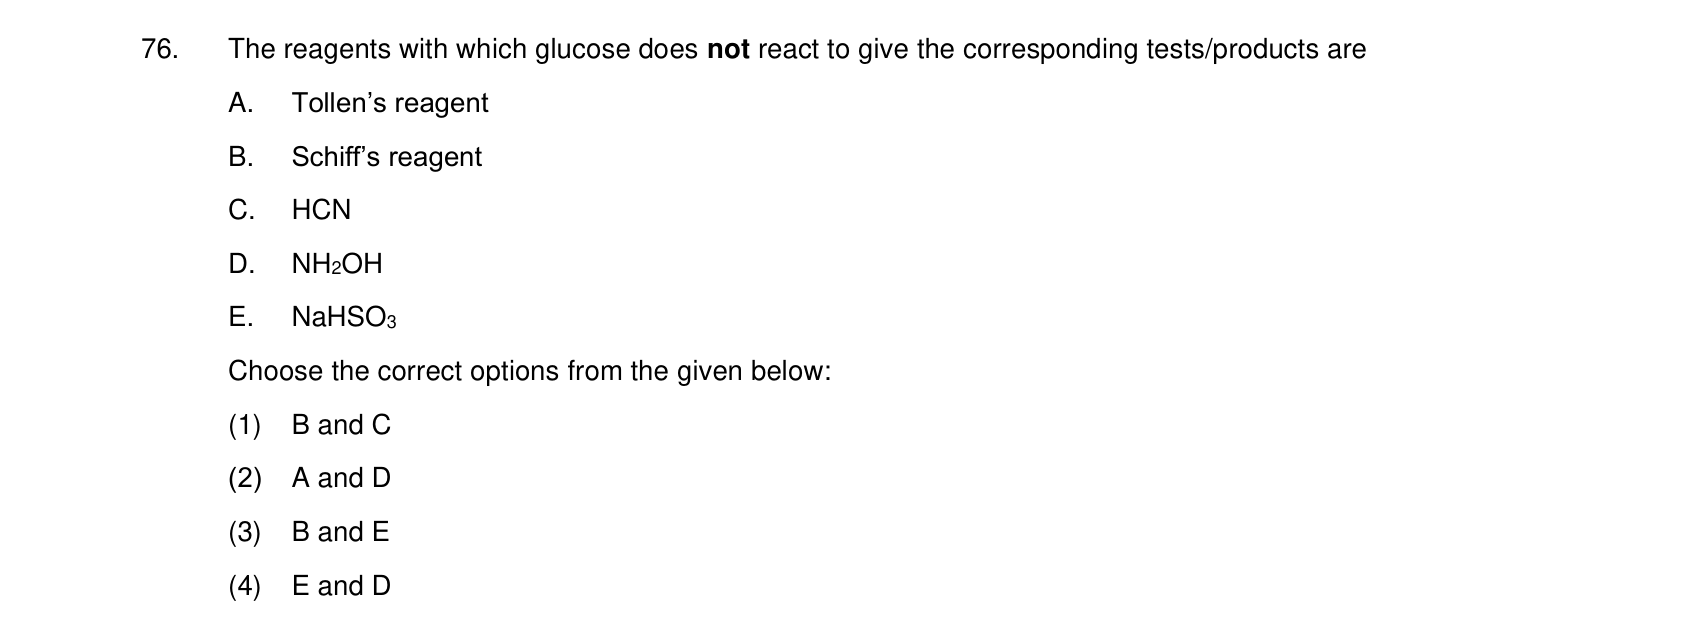 76. The reagents with which glucose does not react to give the corresponding tests/products are
A. Tollen’s reagent
B. Schiff’s reagent
C. HCN
D. NH₂OH
E. NaHSO₃
Choose the correct options from the given below:
(1) B and C
(2) A and D
(3) B and E
(4) E and D